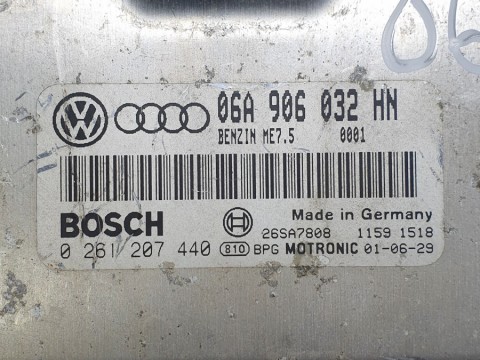 06A 906 032 HN
BENZIN ME7.5 0001
BOSCH
Made in Germany
26SA7808 1159 1518
0 261 207 440 810 BPG MOTRONIC 01-06-29